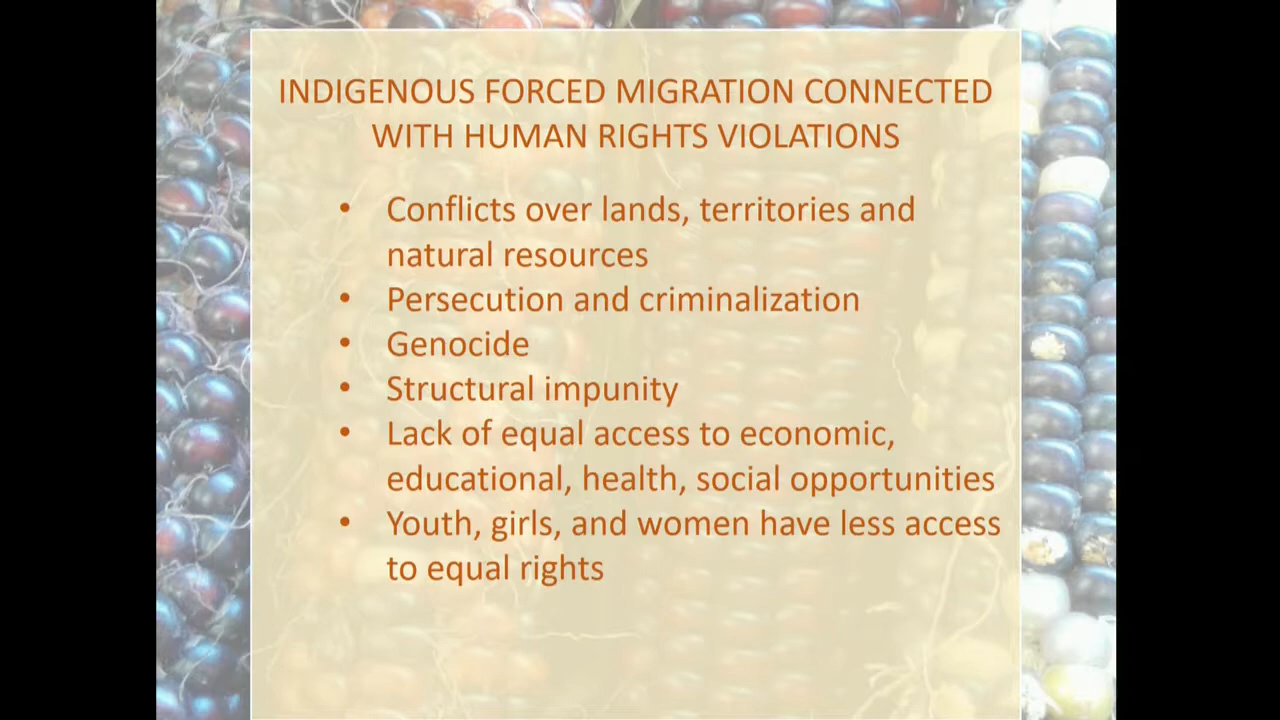 INDIGENOUS FORCED MIGRATION CONNECTED
WITH HUMAN RIGHTS VIOLATIONS
• Conflicts over lands, territories and
natural resources
• Persecution and criminalization
• Genocide
• Structural impunity
• Lack of equal access to economic,
educational, health, social opportunities
• Youth, girls, and women have less access
to equal rights